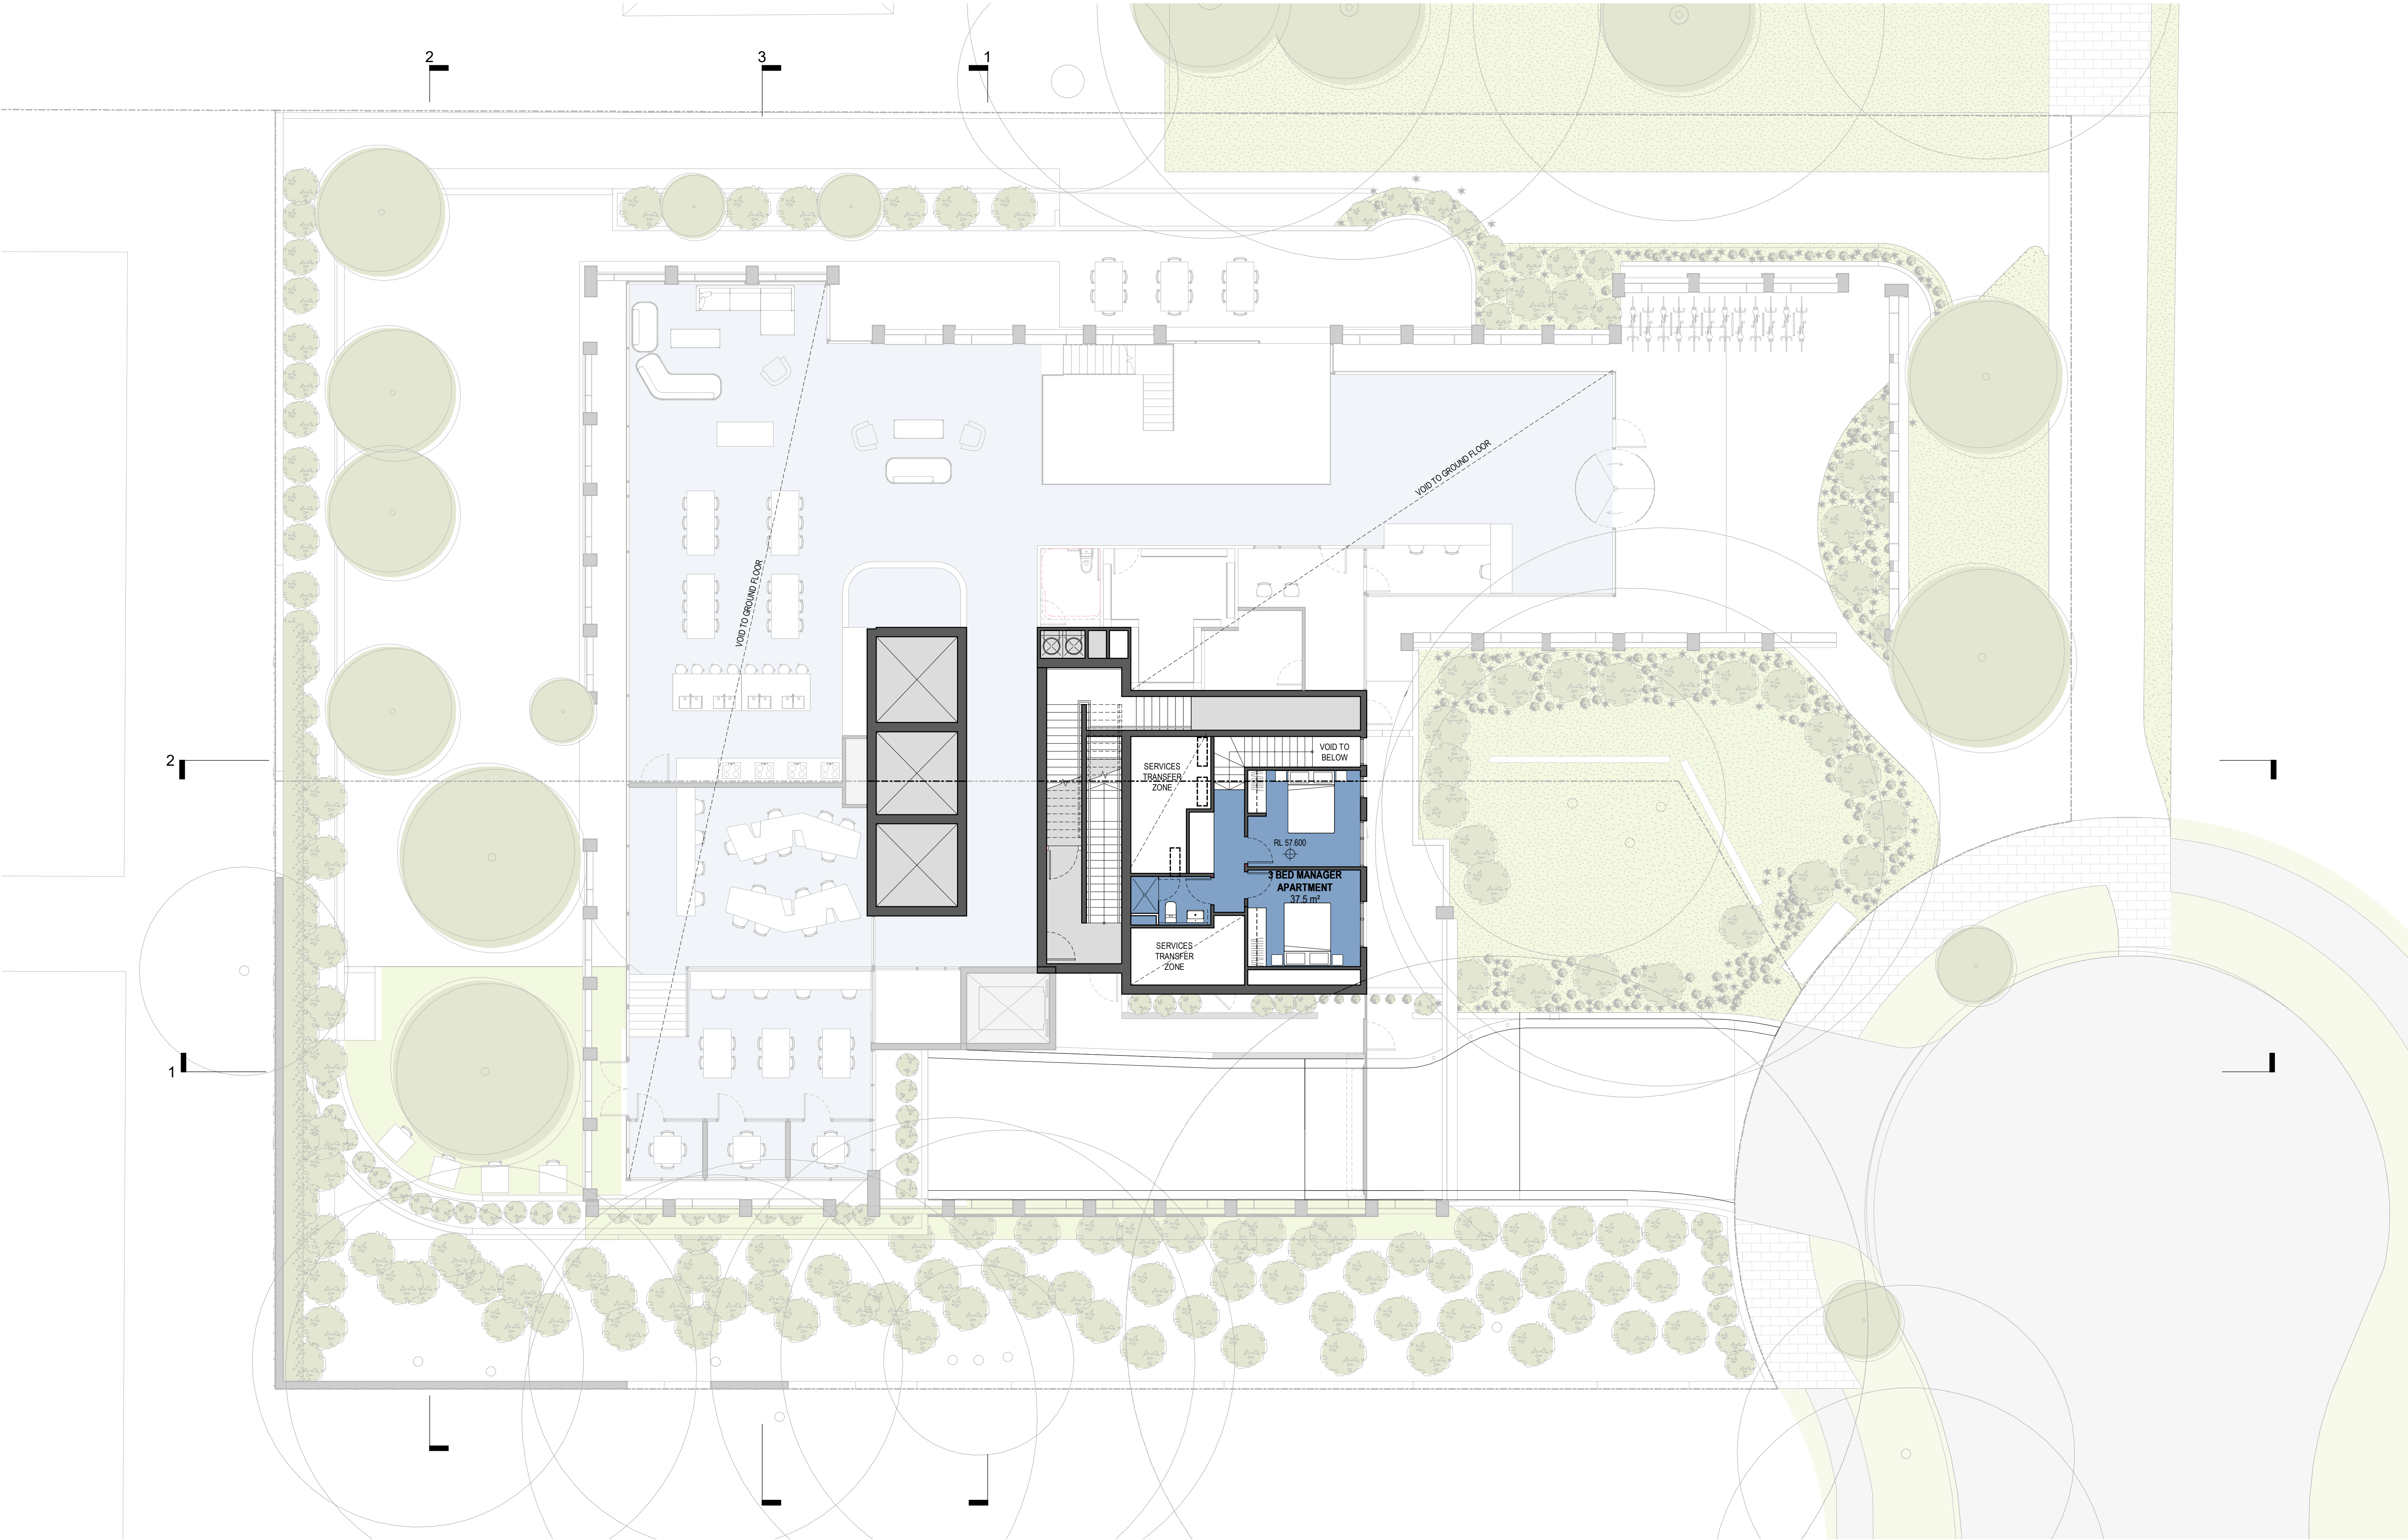 2
3
1
VOID TO GROUND FLOOR
VOID TO GROUND FLOOR
2
VOID TO
BELOW
SERVICES
TRANSFER
ZONE
RL 57.600
3 BED MANAGER
APARTMENT
37.5 m²
SERVICES
TRANSFER
ZONE
1